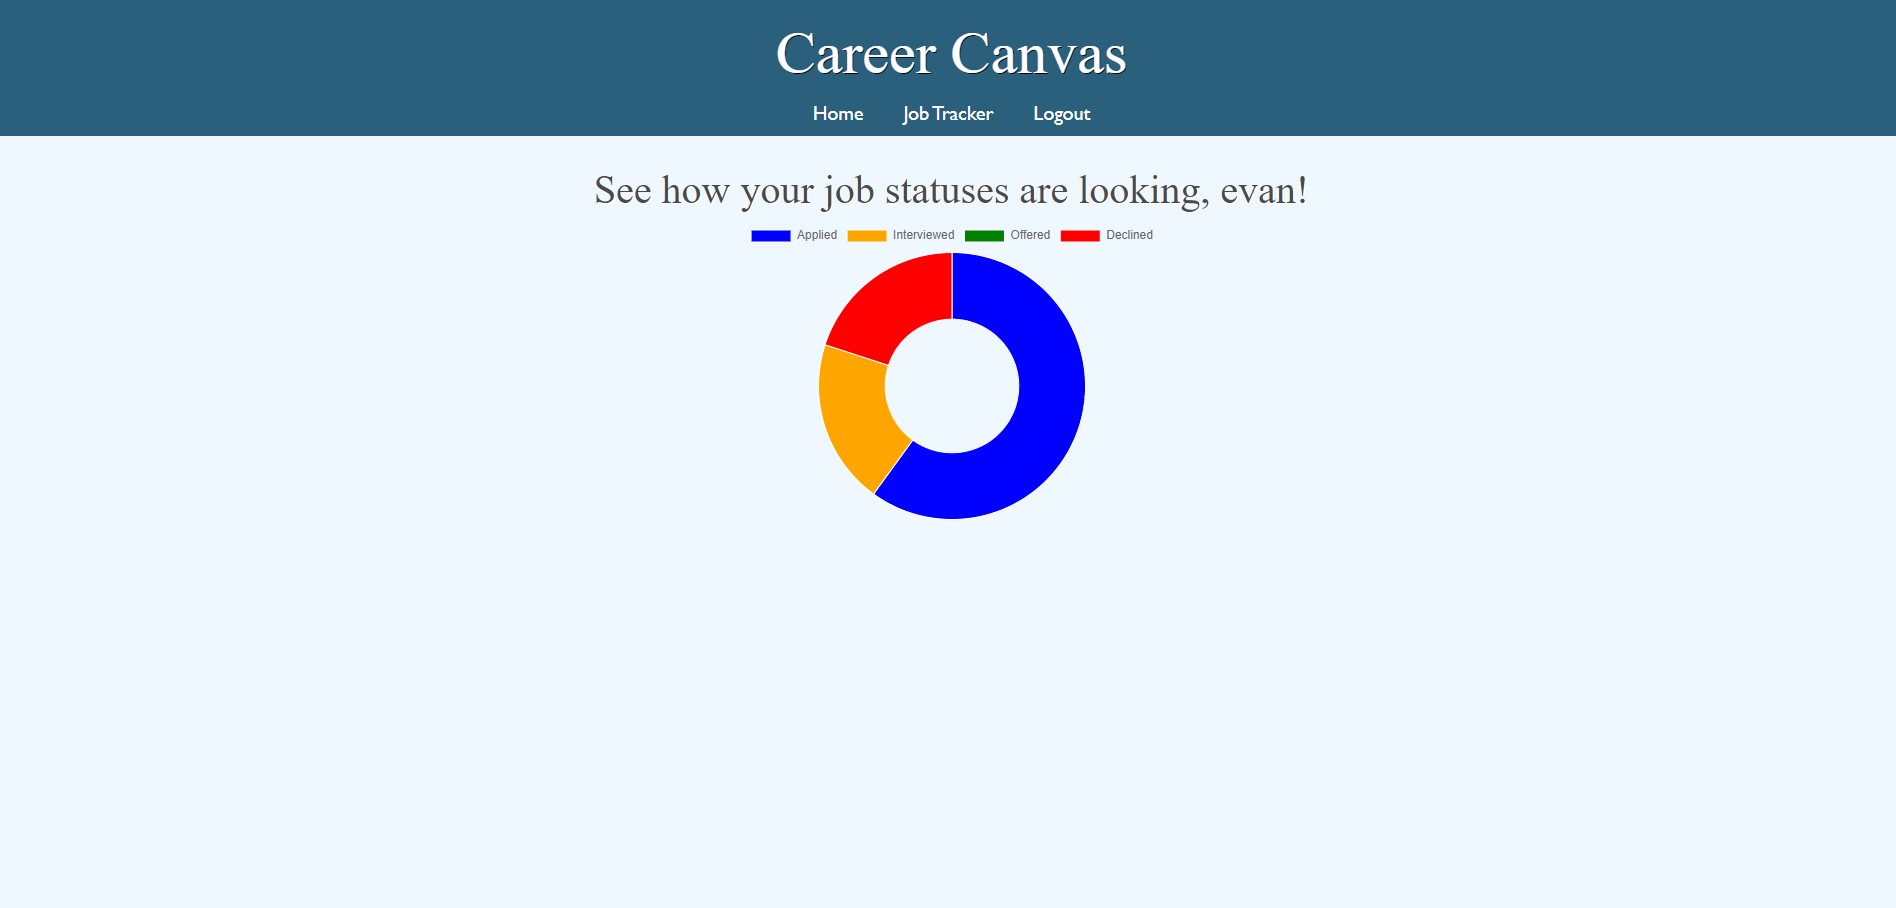 Career Canvas
Home Job Tracker Logout
See how your job statuses are looking, evan!
Applied Interviewed Offered Declined